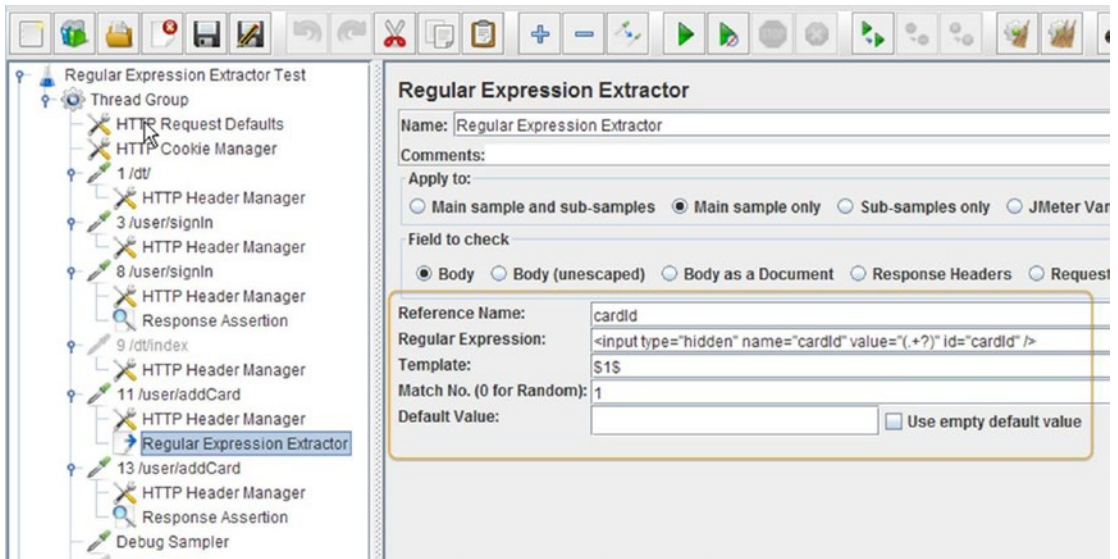 Regular Expression Extractor Test
Thread Group
HTTP Request Defaults
HTTP Cookie Manager
1 /dt/
HTTP Header Manager
3 /user/signIn
HTTP Header Manager
8 /user/signIn
HTTP Header Manager
Response Assertion
9 /dt/index
HTTP Header Manager
11 /user/addCard
HTTP Header Manager
Regular Expression Extractor
13 /user/addCard
HTTP Header Manager
Response Assertion
Debug Sampler
Regular Expression Extractor
Name: Regular Expression Extractor
Comments:
Apply to:
Main sample and sub-samples Main sample only Sub-samples only JMeter Var
Field to check
Body Body (unescaped) Body as a Document Response Headers Request
Reference Name: cardId
Regular Expression: <input type="hidden" name="cardId" value="(.+?)" id="cardId" />
Template: $1$
Match No. (0 for Random): 1
Default Value: Use empty default value